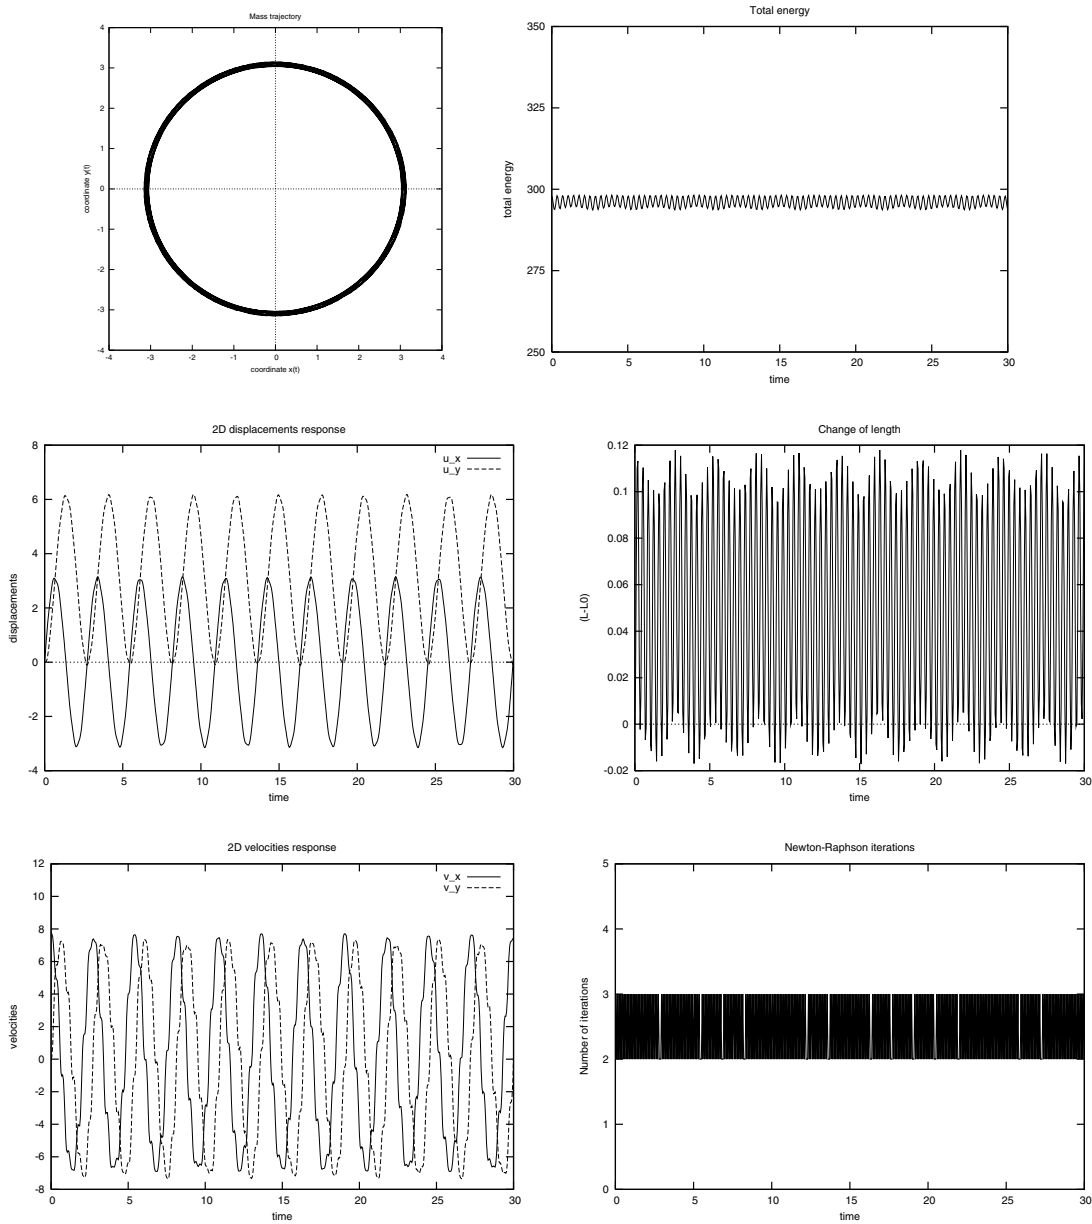 Mass trajectory
4
3
2
1
0
-1
-2
-3
-4
coordinate y(t)
-4 -3 -2 -1 0 1 2 3 4
coordinate x(t)
Total energy
350
325
300
275
250
total energy
0 5 10 15 20 25 30
time
2D displacements response
u_x
u_y
8
6
4
2
0
-2
-4
displacements
0 5 10 15 20 25 30
time
Change of length
0.12
0.1
0.08
0.06
0.04
0.02
0
-0.02
(L-L0)
0 5 10 15 20 25 30
time
2D velocities response
v_x
v_y
12
10
8
6
4
2
0
-2
-4
-6
-8
velocities
0 5 10 15 20 25 30
time
Newton-Raphson iterations
5
4
3
2
1
0
Number of iterations
0 5 10 15 20 25 30
time